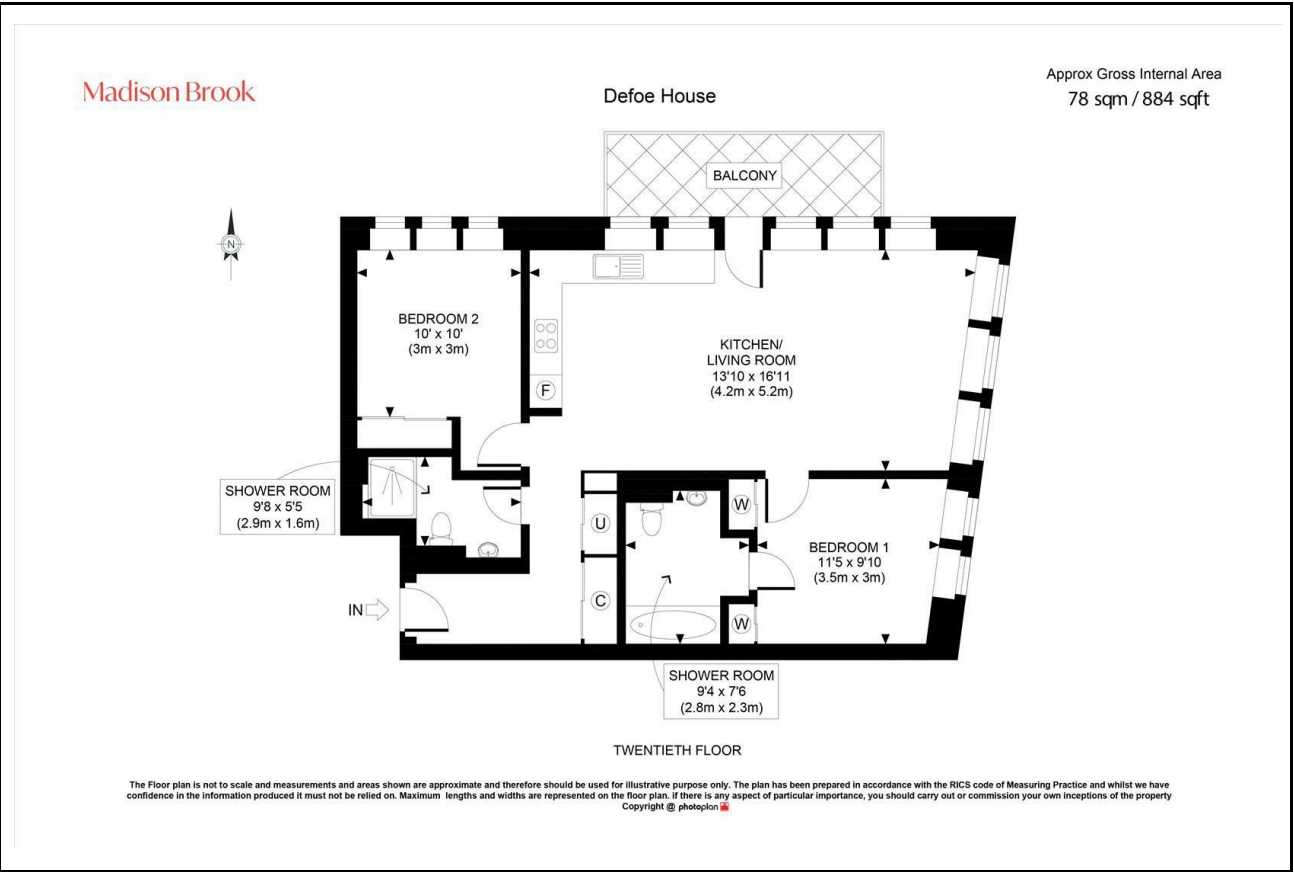 Madison Brook
Defoe House
Approx Gross Internal Area
78 sqm / 884 sqft
BALCONY
N
BEDROOM 2
10' x 10'
(3m x 3m)
KITCHEN/
LIVING ROOM
13'10 x 16'11
(4.2m x 5.2m)
F
SHOWER ROOM
9'8 x 5'5
(2.9m x 1.6m)
U
W
BEDROOM 1
11'5 x 9'10
(3.5m x 3m)
IN
C
W
SHOWER ROOM
9'4 x 7'6
(2.8m x 2.3m)
TWENTIETH FLOOR
The Floor plan is not to scale and measurements and areas shown are approximate and therefore should be used for illustrative purpose only. The plan has been prepared in accordance with the RICS code of Measuring Practice and whilst we have
confidence in the information produced it must not be relied on. Maximum lengths and widths are represented on the floor plan. if there is any aspect of particular importance, you should carry out or commission your own inceptions of the property
Copyright @ photoplan